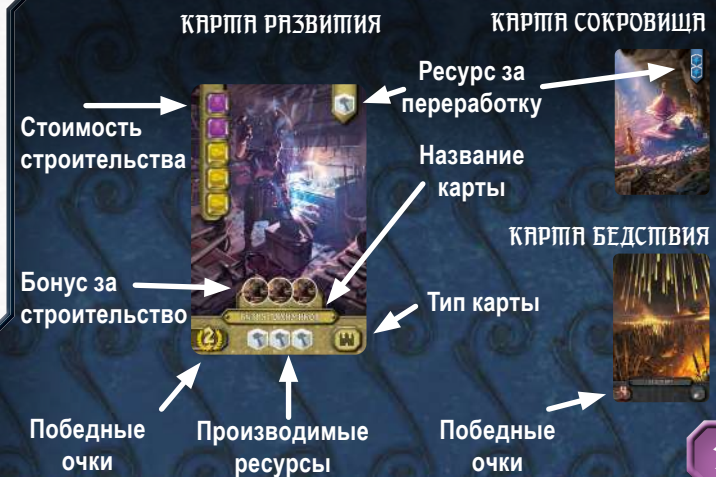 КАРТА РАЗВИТИЯ
КАРТА СОКРОВИЩА
Ресурс за
переработку
Стоимость
строительства
Название
карты
КАРТА БЕДСТВИЯ
Бонус за
строительство
Тип карты
2
Победные
очки
Производимые
ресурсы
Победные
очки